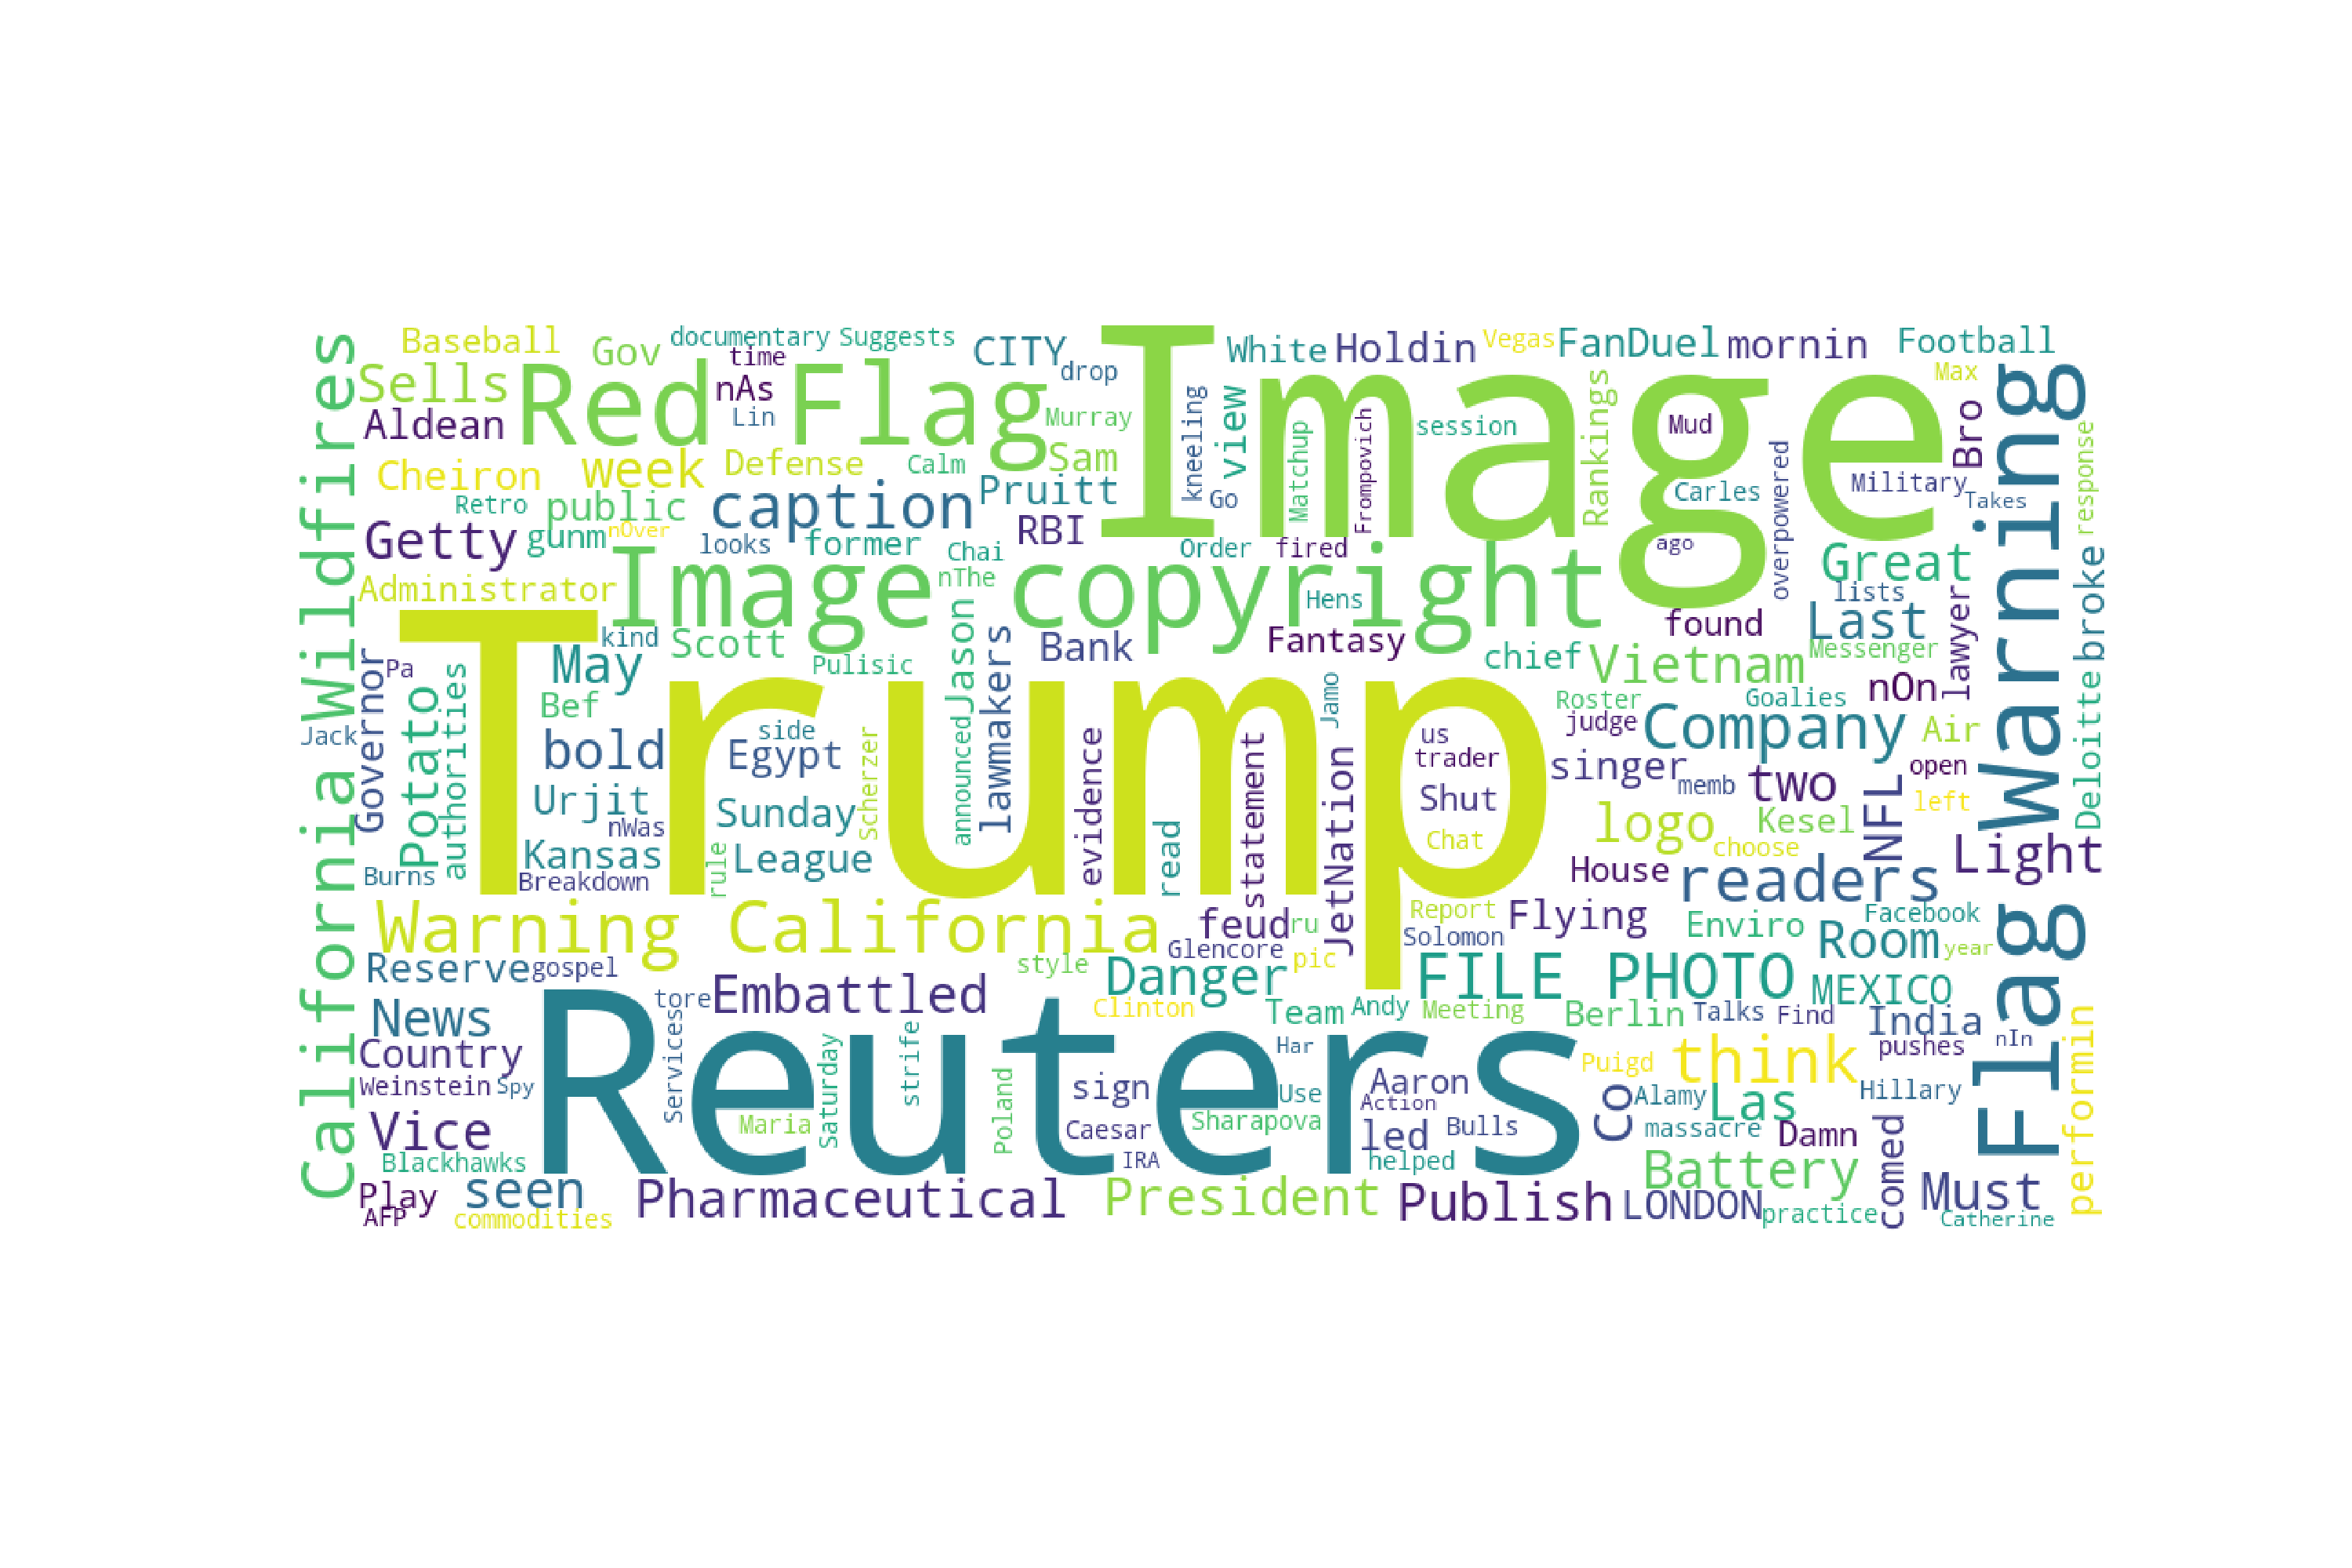 Baseball
Gov
documentary
Suggests
CITY
Image
White
Holdin
Vegas
FanDuel
mornin
Football
Sells
Red Flag
time
nAs
drop
Max
Aldean
Lin
Murray
kneeling
view
Matchup
Frompovich
session
Rankings
Mud
Bro
Flag Warning
California Wildfires
Cheiron
week
Defense
Calm
Sam
Pruitt
Go
Carles
overpowered
Military
Takes
response
Retro
public
caption
RBI
Getty
gunm
nOver
looks
former
Chai
Order
fired
ago
Great
broke
Administrator
Image copyright
nThe
Hens
lists
Last
lawyer
Trump
kind
Scott
Jason
lawmakers
Bank
Fantasy
found
Governor
Pa
May
Pulisic
chief
Vietnam
Messenger
Potato
authorities
Bef
Jamo
Roster
Goalies
nOn
Jack
bold
side
Egypt
Scherzer
announced
evidence
statement
JetNation
us
trader
judge
Company
Air
Deloitte
Urjit
Sunday
Shut
singer
memb
two
NFL
open
left
nWas
read
Chat
logo
Kesel
choose
Kansas
League
rule
Burns
Breakdown
House
readers
Light
Warning California
feud
ru
Report
Flying
Enviro
Facebook
Reserve
gospel
style
Glencore
pic
Solomon
Room
year
News
tore
Embattled
Danger
FILE PHOTO
MEXICO
Clinton
Team
Andy
Meeting
Berlin
Talks
Find
India
Country
Services
Reuters
Saturday
strife
Poland
Har
Puigd
think
pushes
nIn
performin
Weinstein
Spy
sign
Use
Aaron
Action
Co
Alamy
Las
Hillary
Vice
Maria
Caesar
Sharapova
led
Bulls
massacre
Damn
comed
Blackhawks
IRA
helped
Battery
Play
seen
Pharmaceutical
President
Publish
LONDON
practice
Must
AFP
commodities
Catherine